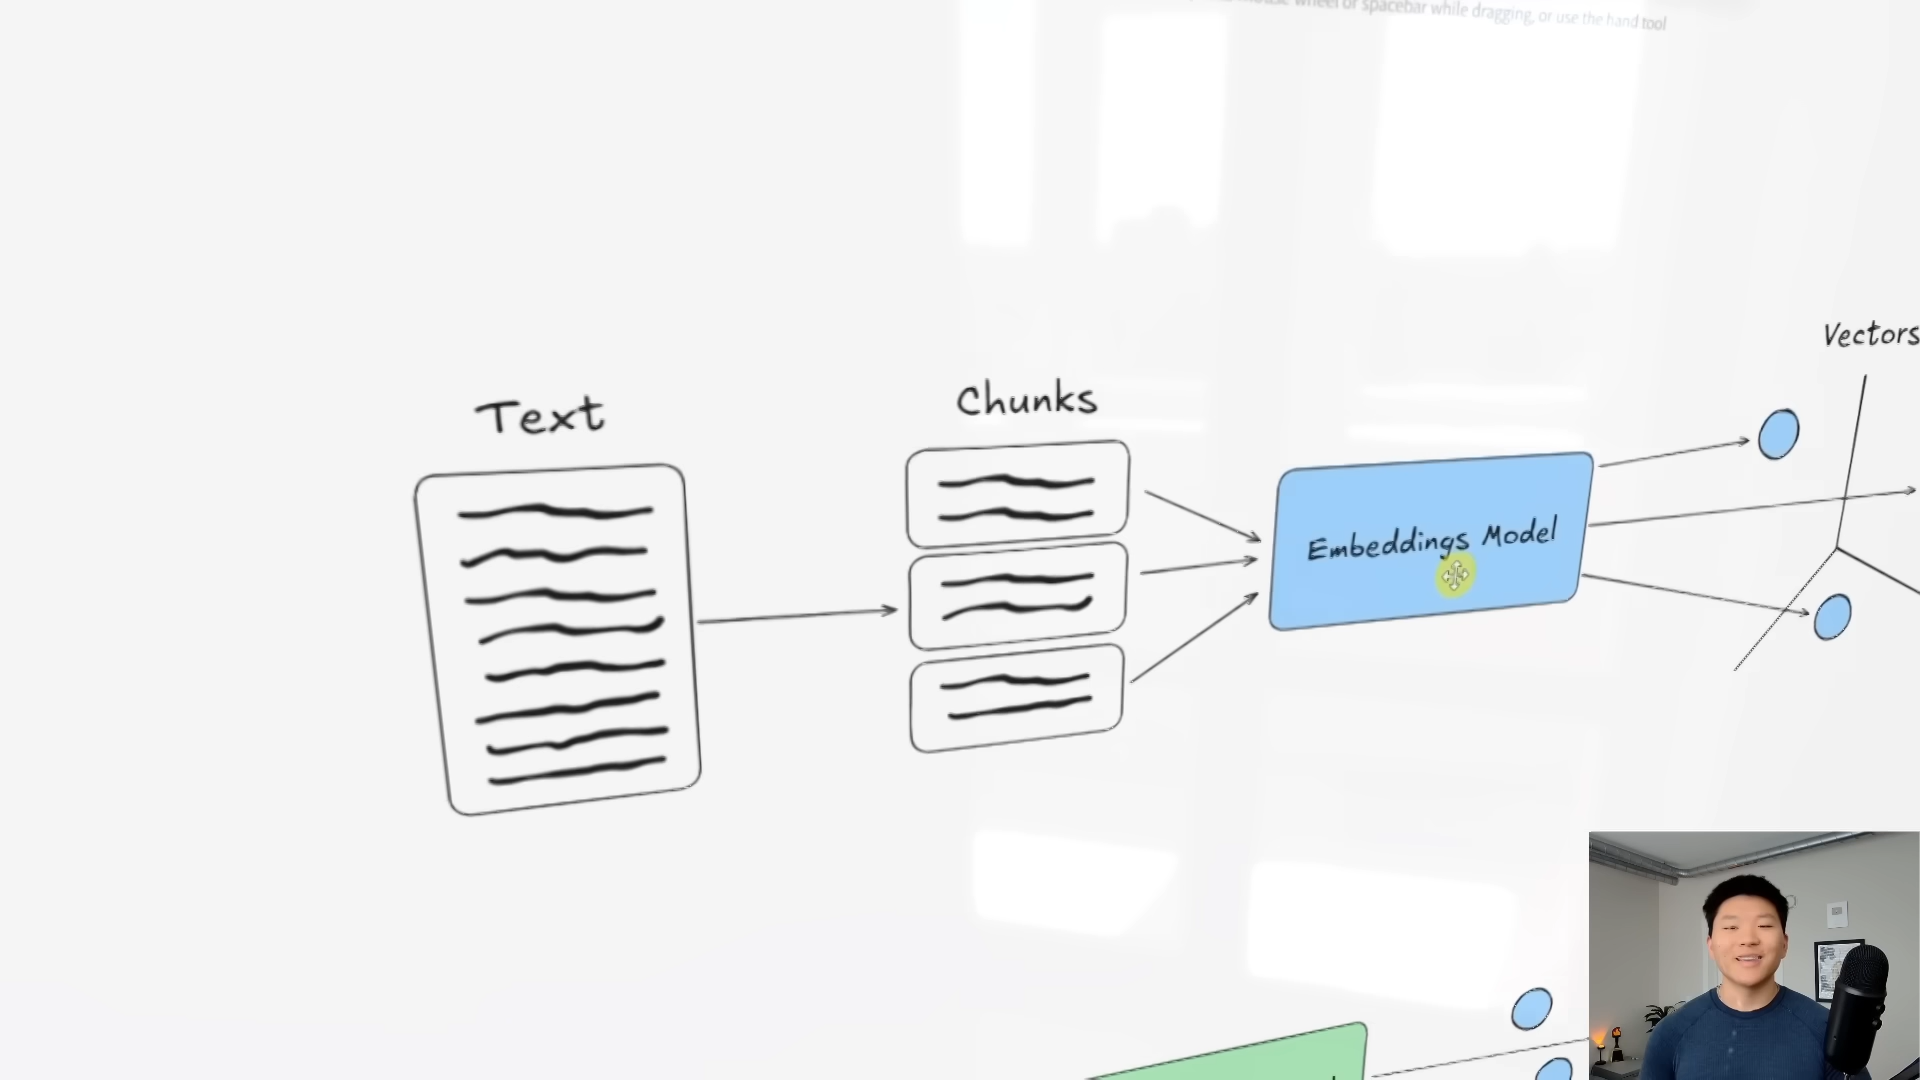 wheel or spacebar while dragging, or use the hand tool
Vectors
Chunks
Text
Embeddings Model